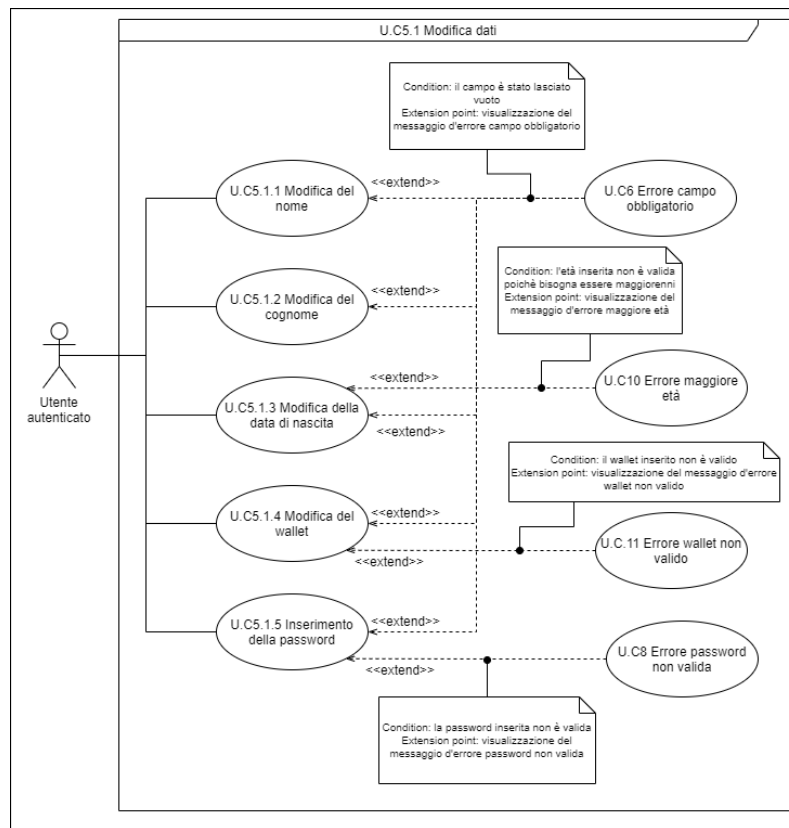 U.C5.1 Modifica dati
Condition: il campo è stato lasciato
vuoto
Extension point: visualizzazione del
messaggio d'errore campo obbligatorio
U.C5.1.1 Modifica del
nome
<<extend>>
U.C6 Errore campo
obbligatorio
Condition: l'età inserita non è valida
poichè bisogna essere maggiorenni
Extension point: visualizzazione del
messaggio d'errore maggiore età
U.C5.1.2 Modifica del
cognome
<<extend>>
Utente
autenticato
<<extend>>
U.C10 Errore maggiore
età
U.C5.1.3 Modifica della
data di nascita
<<extend>>
Condition: il wallet inserito non è valido
Extension point: visualizzazione del messaggio d'errore
wallet non valido
U.C5.1.4 Modifica del
wallet
<<extend>>
<<extend>>
U.C.11 Errore wallet non
valido
U.C5.1.5 Inserimento
della password
<<extend>>
<<extend>>
U.C8 Errore password
non valida
Condition: la password inserita non è valida
Extension point: visualizzazione del
messaggio d'errore password non valida